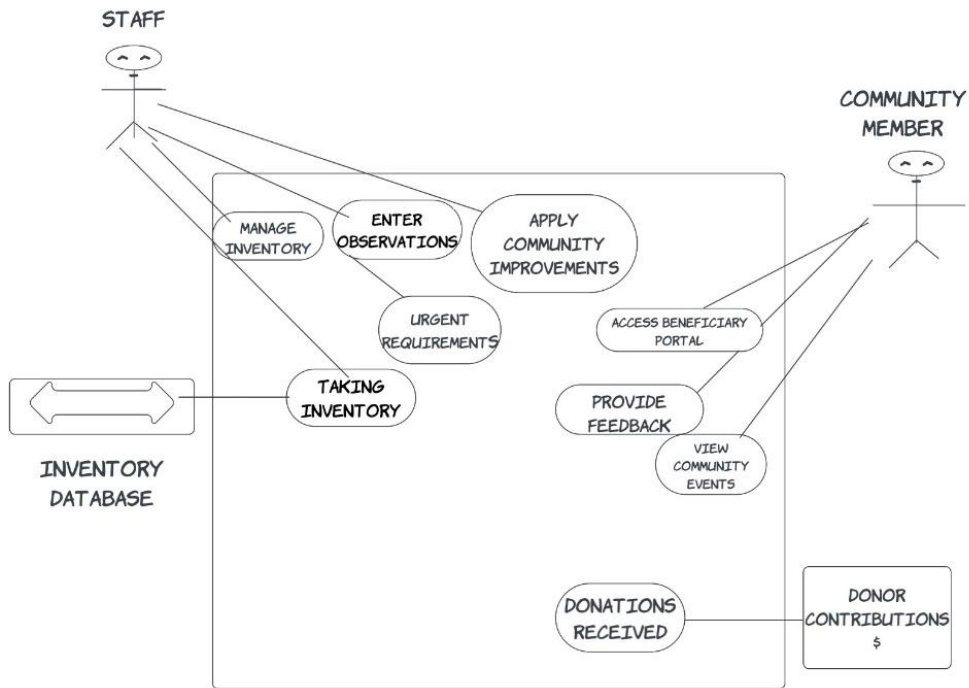 STAFF
COMMUNITY
MEMBER
MANAGE
INVENTORY
ENTER
OBSERVATIONS
APPLY
COMMUNITY
IMPROVEMENTS
URGENT
REQUIREMENTS
ACCESS BENEFICIARY
PORTAL
TAKING
INVENTORY
PROVIDE
FEEDBACK
VIEW
COMMUNITY
EVENTS
INVENTORY
DATABASE
DONATIONS
RECEIVED
DONOR
CONTRIBUTIONS
$